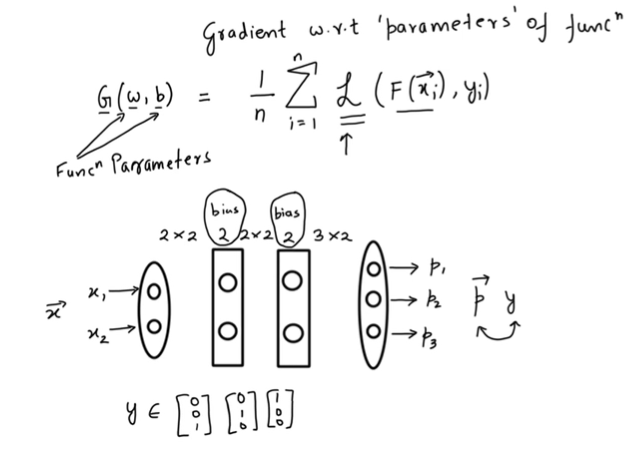 Gradient w.r.t 'parameters' of funcⁿ
G(w, b) = 1/n Σ i=1 n L (F(x⃗i), yi)
Funcⁿ Parameters
bias bias
2×2 2 2×2 2 3×2
x⃗ x₁ → p₁ p⃗ y
x₂ → p₂
→ p₃
y ∈ [0 0 1] [0 1 0] [1 0 0]